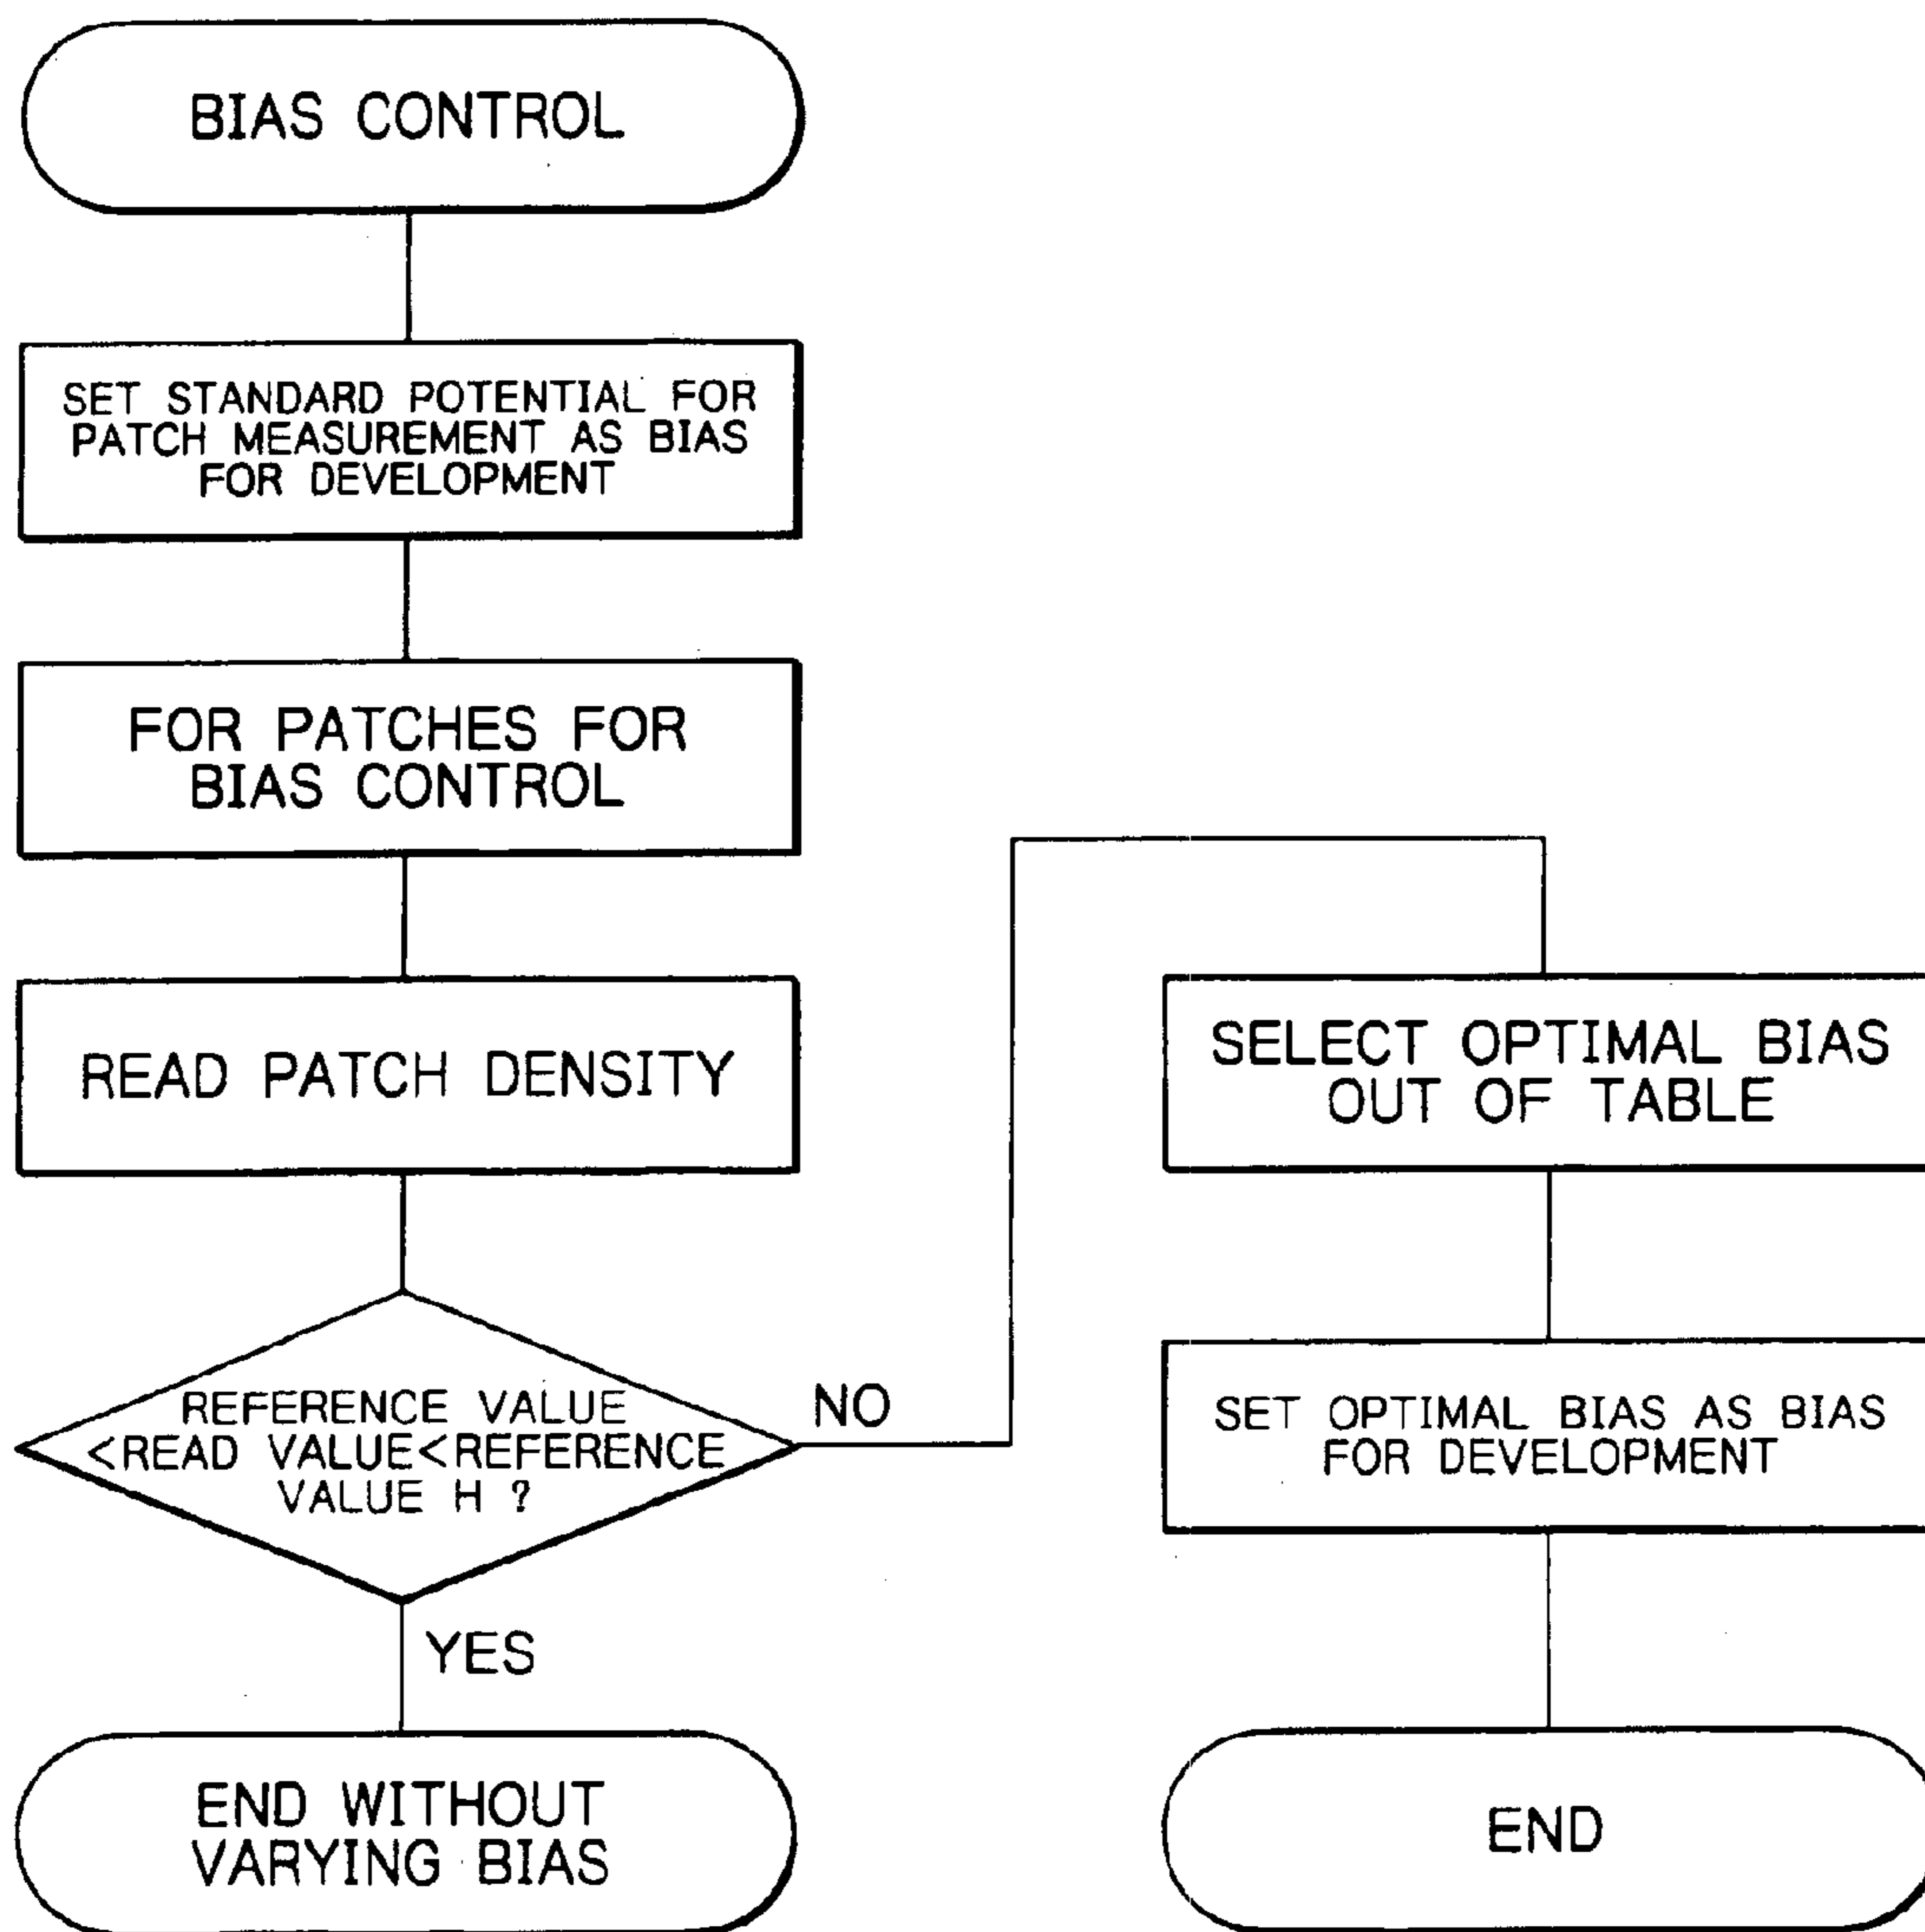 BIAS CONTROL
SET STANDARD POTENTIAL FOR
PATCH MEASUREMENT AS BIAS
FOR DEVELOPMENT
FOR PATCHES FOR
BIAS CONTROL
READ PATCH DENSITY
REFERENCE VALUE
<READ VALUE<REFERENCE
VALUE H ?
NO
YES
END WITHOUT
VARYING BIAS
SELECT OPTIMAL BIAS
OUT OF TABLE
SET OPTIMAL BIAS AS BIAS
FOR DEVELOPMENT
END